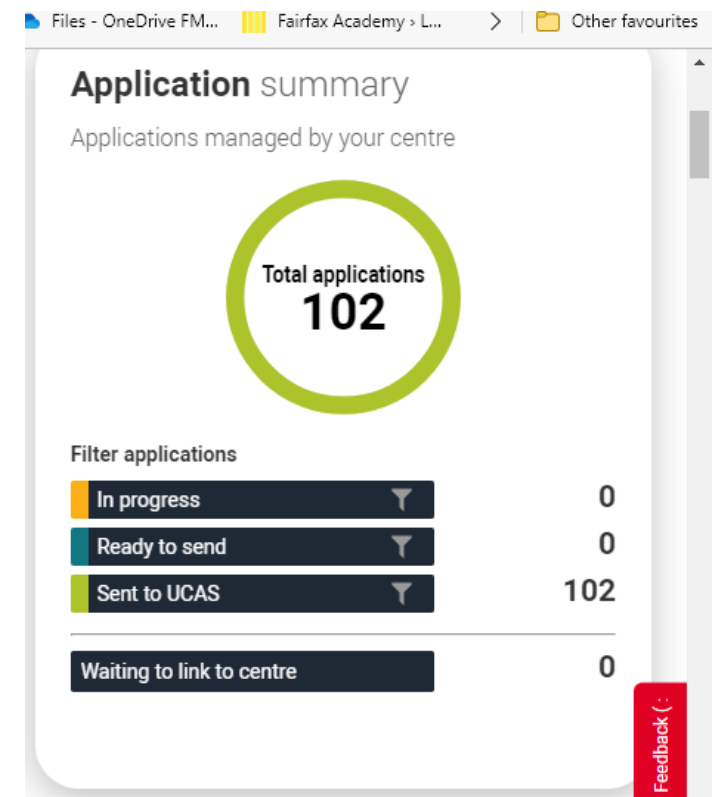 Files - OneDrive FM... Fairfax Academy › L... Other favourites
Application summary
Applications managed by your centre
Total applications
102
Filter applications
In progress 0
Ready to send 0
Sent to UCAS 102
Waiting to link to centre 0
Feedback ( :